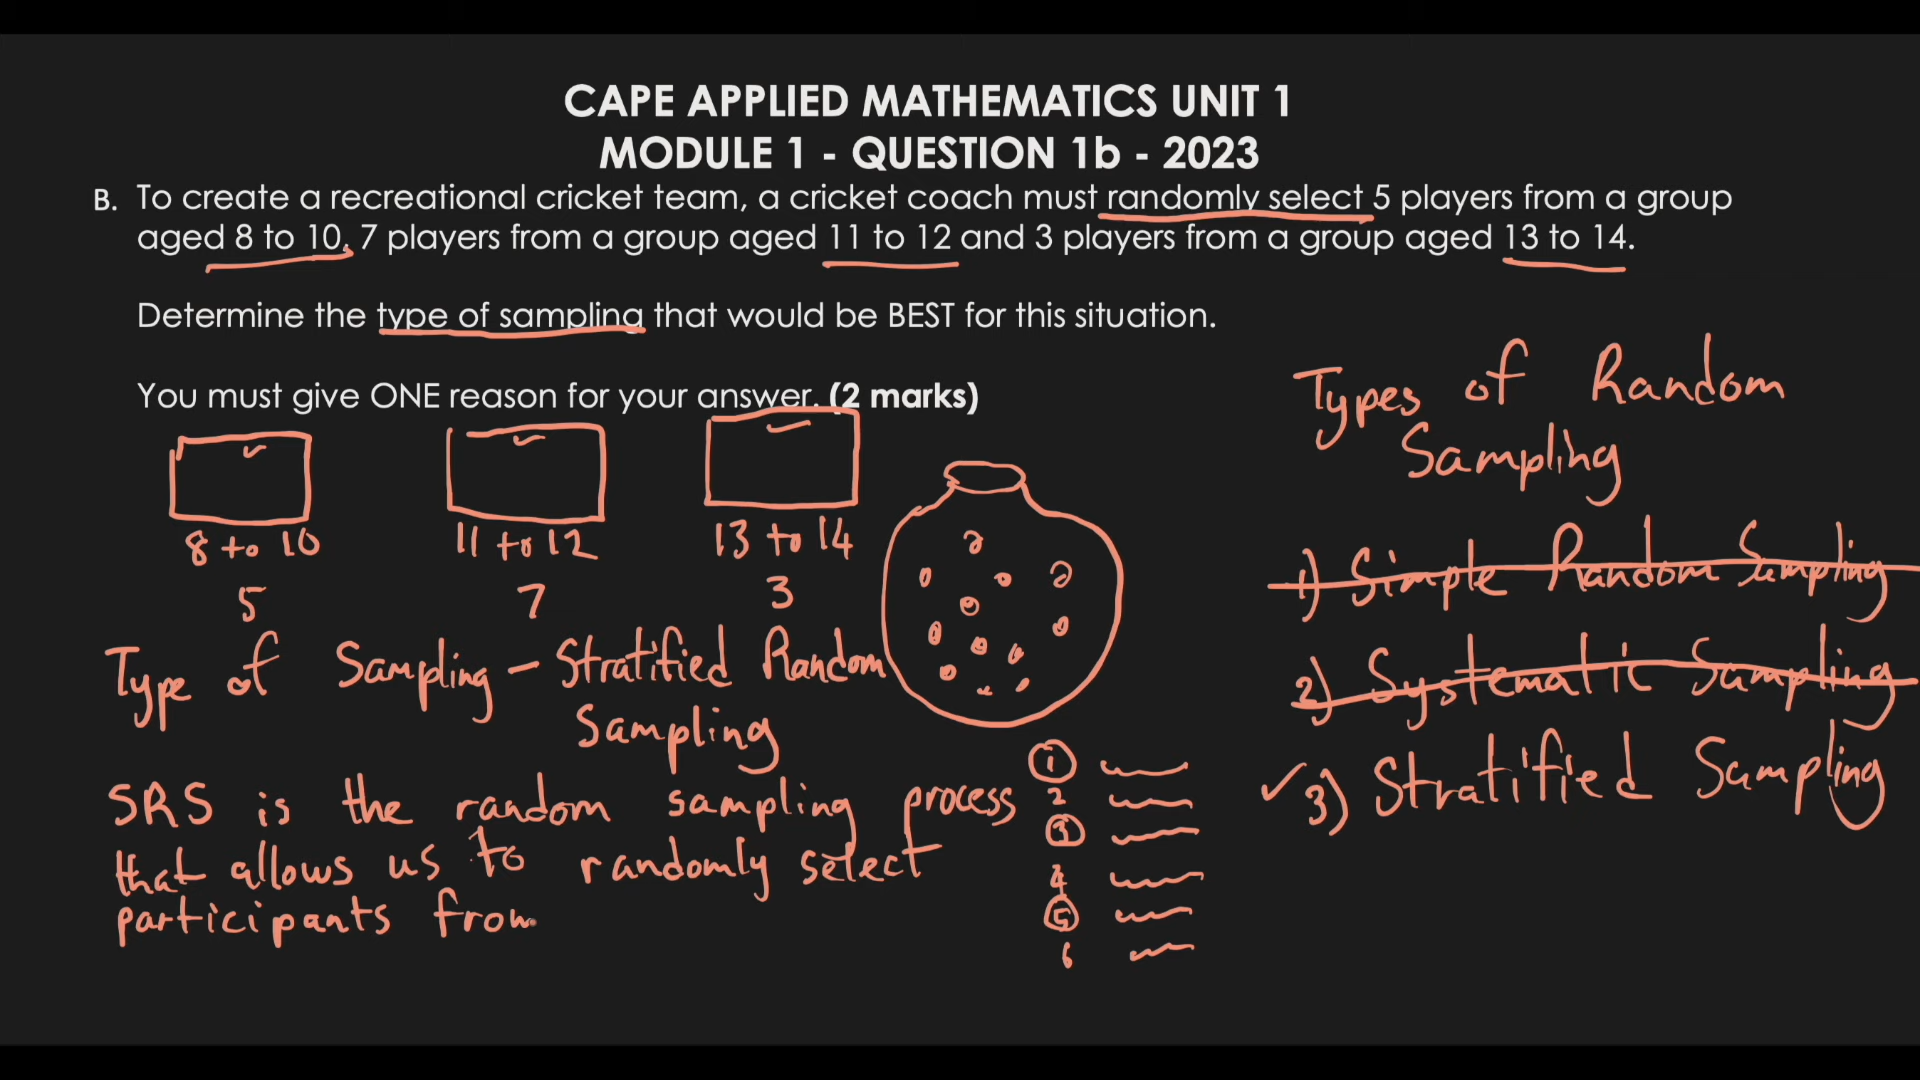 CAPE APPLIED MATHEMATICS UNIT 1
MODULE 1 - QUESTION 1b - 2023
B. To create a recreational cricket team, a cricket coach must randomly select 5 players from a group
aged 8 to 10, 7 players from a group aged 11 to 12 and 3 players from a group aged 13 to 14.
Determine the type of sampling that would be BEST for this situation.
You must give ONE reason for your answer. (2 marks)
8 to 10
11 to 12
13 to 14
5
7
3
Type of Sampling - Stratified Random
Sampling
SRS is the random sampling process
that allows us to randomly select
participants from
1
2
3
4
5
6
Types of Random
Sampling
1) Simple Random Sampling
2) Systematic Sampling
✓3) Stratified Sampling